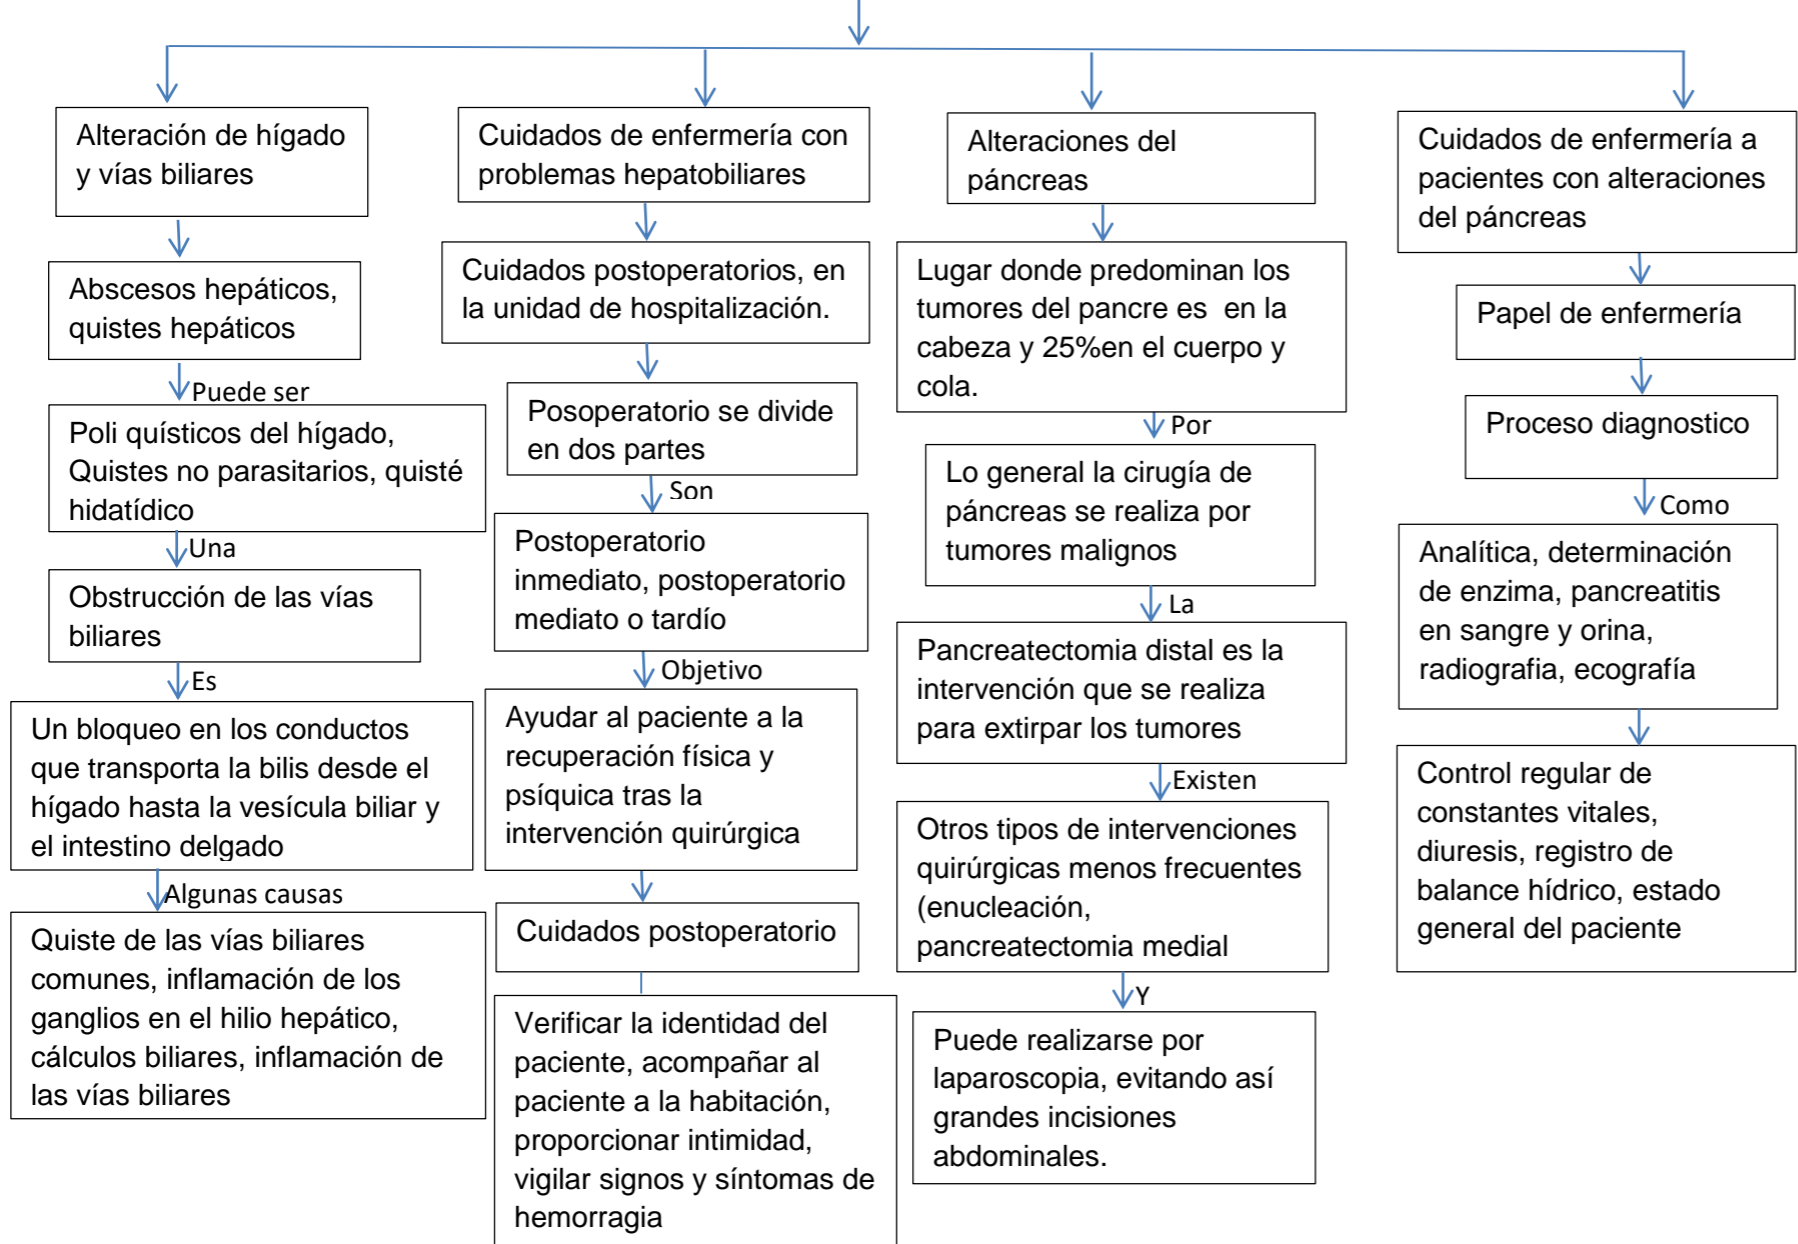 Alteración de hígado
y vías biliares
Abscesos hepáticos,
quistes hepáticos
Puede ser
Poli quísticos del hígado,
Quistes no parasitarios, quisté
hidatídico
Una
Obstrucción de las vías
biliares
Es
Un bloqueo en los conductos
que transporta la bilis desde el
hígado hasta la vesícula biliar y
el intestino delgado
Algunas causas
Quiste de las vías biliares
comunes, inflamación de los
ganglios en el hilio hepático,
cálculos biliares, inflamación de
las vías biliares
Cuidados de enfermería con
problemas hepatobiliares
Cuidados postoperatorios, en
la unidad de hospitalización.
Posoperatorio se divide
en dos partes
Son
Postoperatorio
inmediato, postoperatorio
mediato o tardío
Objetivo
Ayudar al paciente a la
recuperación física y
psíquica tras la
intervención quirúrgica
Cuidados postoperatorio
Verificar la identidad del
paciente, acompañar al
paciente a la habitación,
proporcionar intimidad,
vigilar signos y síntomas de
hemorragia
Alteraciones del
páncreas
Lugar donde predominan los
tumores del pancre es  en la
cabeza y 25%en el cuerpo y
cola.
Por
Lo general la cirugía de
páncreas se realiza por
tumores malignos
La
Pancreatectomia distal es la
intervención que se realiza
para extirpar los tumores
Existen
Otros tipos de intervenciones
quirúrgicas menos frecuentes
(enucleación,
pancreatectomia medial
Y
Puede realizarse por
laparoscopia, evitando así
grandes incisiones
abdominales.
Cuidados de enfermería a
pacientes con alteraciones
del páncreas
Papel de enfermería
Proceso diagnostico
Como
Analítica, determinación
de enzima, pancreatitis
en sangre y orina,
radiografia, ecografía
Control regular de
constantes vitales,
diuresis, registro de
balance hídrico, estado
general del paciente